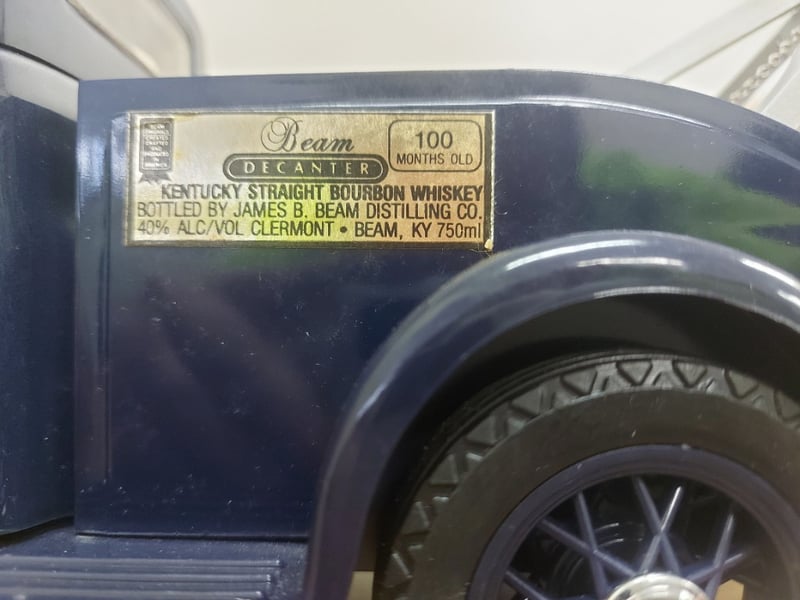 Beam
DECANTER
100
MONTHS OLD
KENTUCKY STRAIGHT BOURBON WHISKEY
BOTTLED BY JAMES B. BEAM DISTILLING CO.
40% ALC/VOL CLERMONT • BEAM, KY 750ml